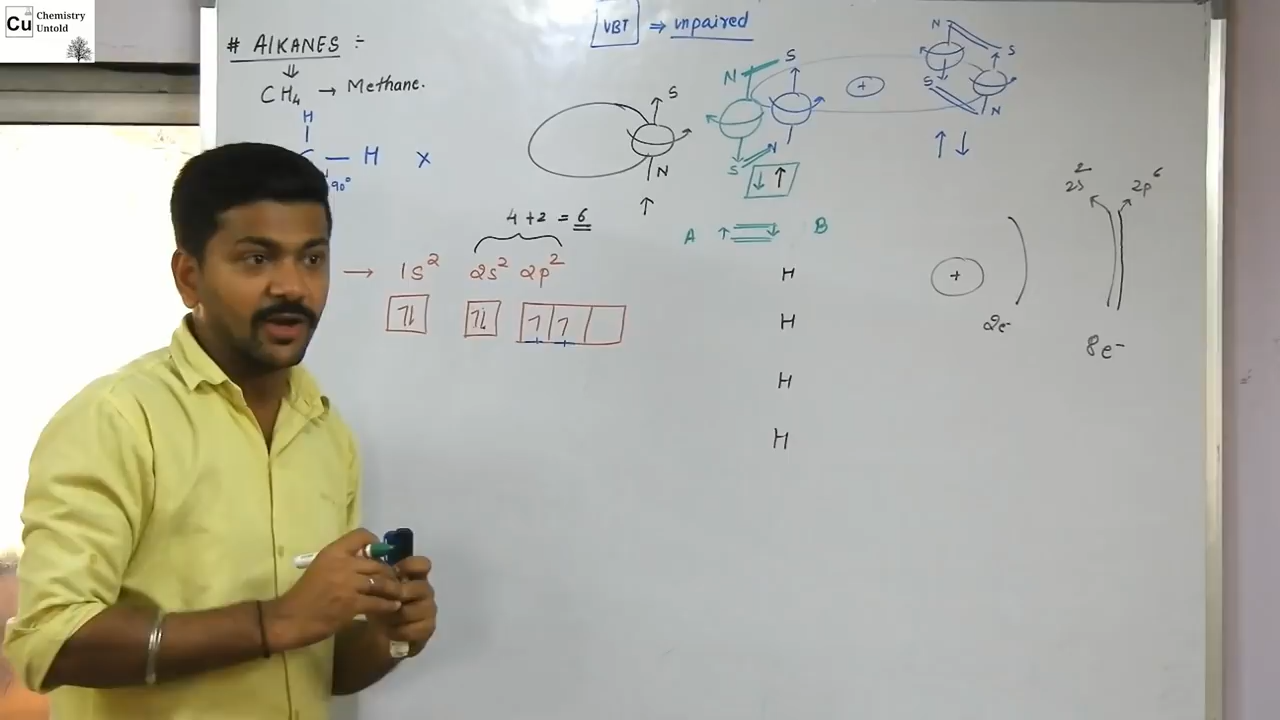 Cu Chemistry
Untold
VBT ⇒ unpaired
# AlKANES :-
⇓
CH4 → Methane.
H
H x
90°
S
N
↑
N S
S N
↓ ↑
+
N S
S N
↑ ↓
4 + 2 = 6
→ 1s² 2s² 2p²
A B
H
H
H
H
+
2e-
2s² 2p⁶
8e-